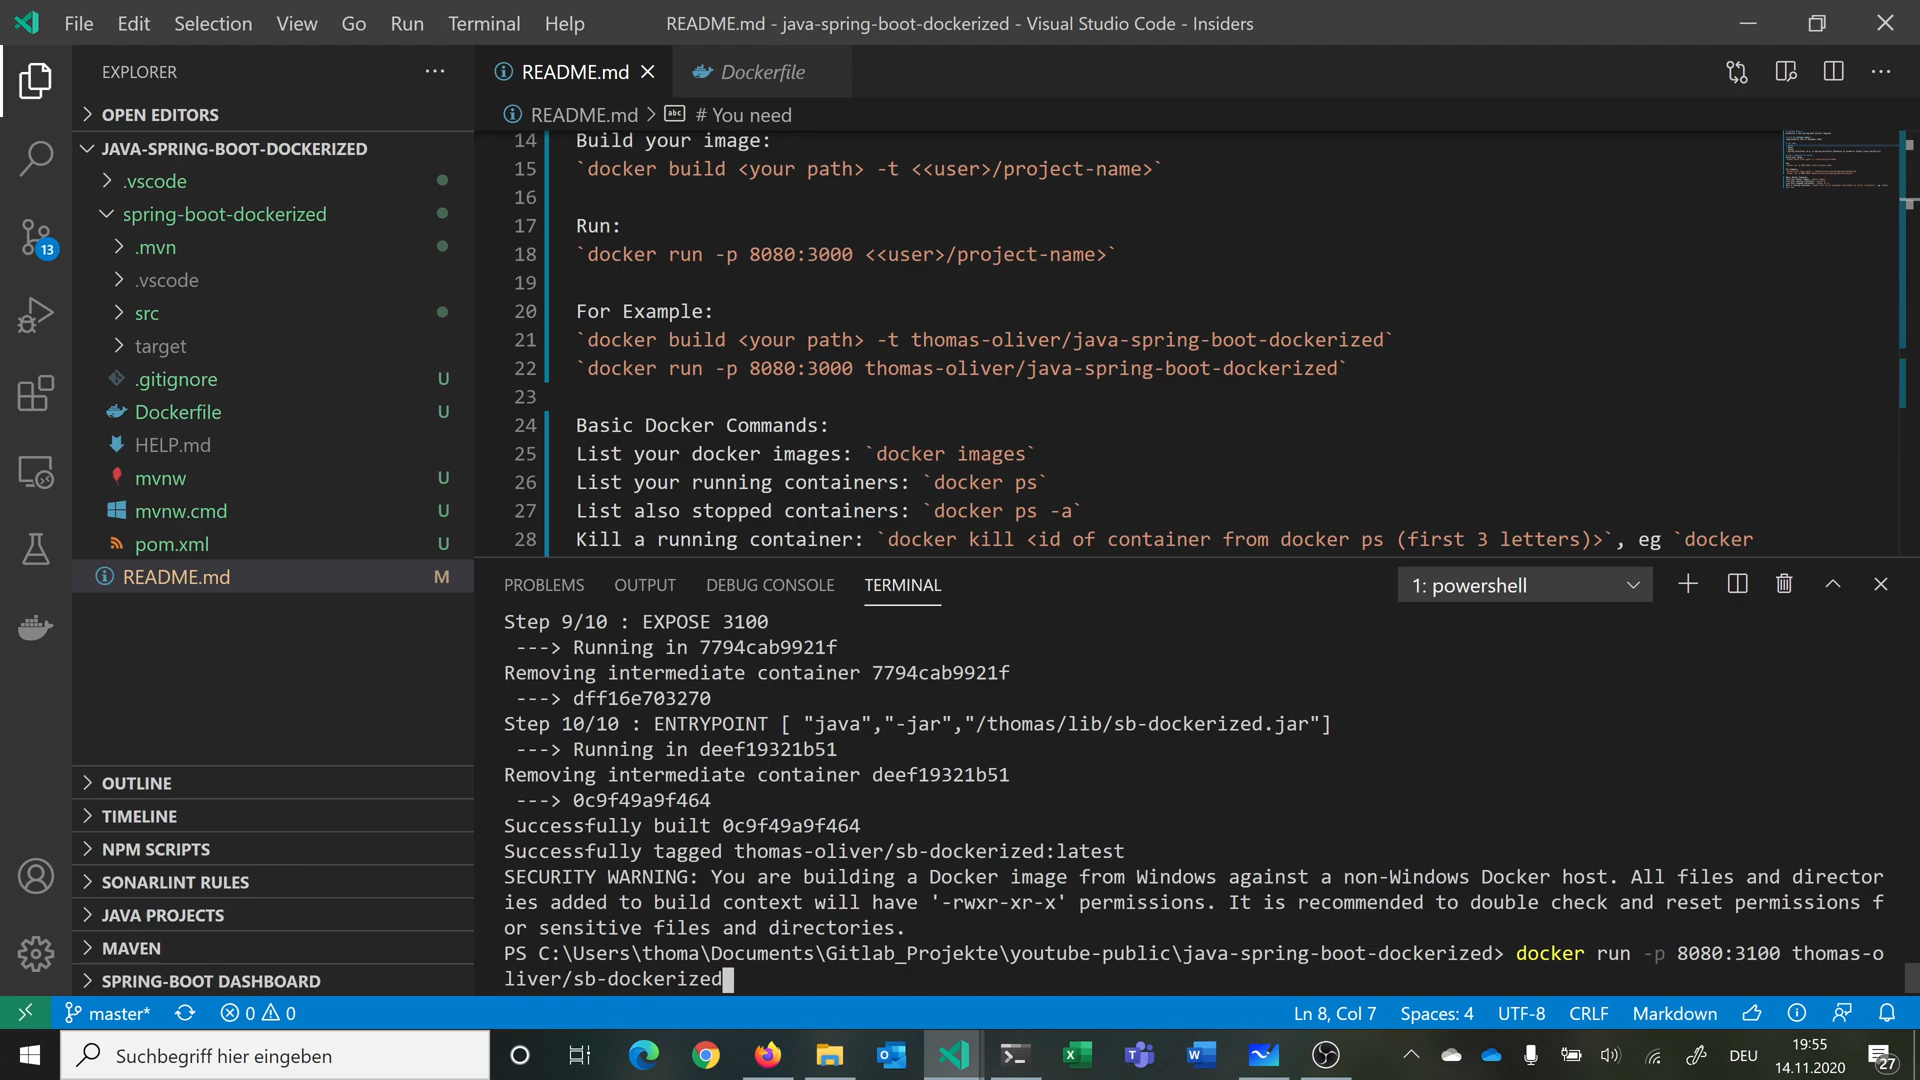 File Edit Selection View Go Run Terminal Help README.md - java-spring-boot-dockerized - Visual Studio Code - Insiders
EXPLORER
OPEN EDITORS
JAVA-SPRING-BOOT-DOCKERIZED
.vscode
spring-boot-dockerized
.mvn
.vscode
src
target
.gitignore U
Dockerfile U
HELP.md
mvnw U
mvnw.cmd U
pom.xml U
README.md M
13
OUTLINE
TIMELINE
NPM SCRIPTS
SONARLINT RULES
JAVA PROJECTS
MAVEN
SPRING-BOOT DASHBOARD
README.md Dockerfile
README.md > abc # You need
14 Build your image:
15 `docker build <your path> -t <<user>/project-name>`
16
17 Run:
18 `docker run -p 8080:3000 <<user>/project-name>`
19
20 For Example:
21 `docker build <your path> -t thomas-oliver/java-spring-boot-dockerized`
22 `docker run -p 8080:3000 thomas-oliver/java-spring-boot-dockerized`
23
24 Basic Docker Commands:
25 List your docker images: `docker images`
26 List your running containers: `docker ps`
27 List also stopped containers: `docker ps -a`
28 Kill a running container: `docker kill <id of container from docker ps (first 3 letters)>`, eg `docker
PROBLEMS OUTPUT DEBUG CONSOLE TERMINAL 1: powershell
Step 9/10 : EXPOSE 3100
---> Running in 7794cab9921f
Removing intermediate container 7794cab9921f
---> dff16e703270
Step 10/10 : ENTRYPOINT [ "java","-jar","/thomas/lib/sb-dockerized.jar"]
---> Running in deef19321b51
Removing intermediate container deef19321b51
---> 0c9f49a9f464
Successfully built 0c9f49a9f464
Successfully tagged thomas-oliver/sb-dockerized:latest
SECURITY WARNING: You are building a Docker image from Windows against a non-Windows Docker host. All files and director
ies added to build context will have '-rwxr-xr-x' permissions. It is recommended to double check and reset permissions f
or sensitive files and directories.
PS C:\Users\thoma\Documents\Gitlab_Projekte\youtube-public\java-spring-boot-dockerized> docker run -p 8080:3100 thomas-o
liver/sb-dockerized
master* 0 0 Ln 8, Col 7 Spaces: 4 UTF-8 CRLF Markdown
Suchbegriff hier eingeben
DEU
19:55
14.11.2020
27